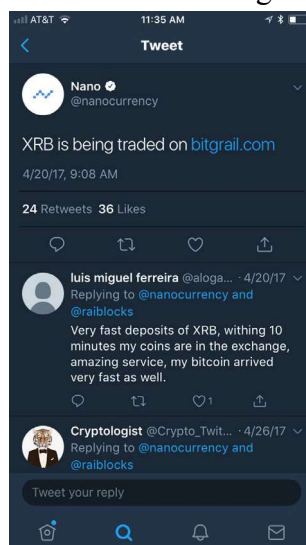 AT&T 11:35 AM
Tweet
Nano
@nanocurrency
XRB is being traded on bitgrail.com
4/20/17, 9:08 AM
24 Retweets 36 Likes
luis miguel ferreira @aloga... · 4/20/17
Replying to @nanocurrency and
@raiblocks
Very fast deposits of XRB, withing 10
minutes my coins are in the exchange,
amazing service, my bitcoin arrived
very fast as well.
1
Cryptologist @Crypto_Twit... · 4/26/17
Replying to @nanocurrency and
@raiblocks
Tweet your reply